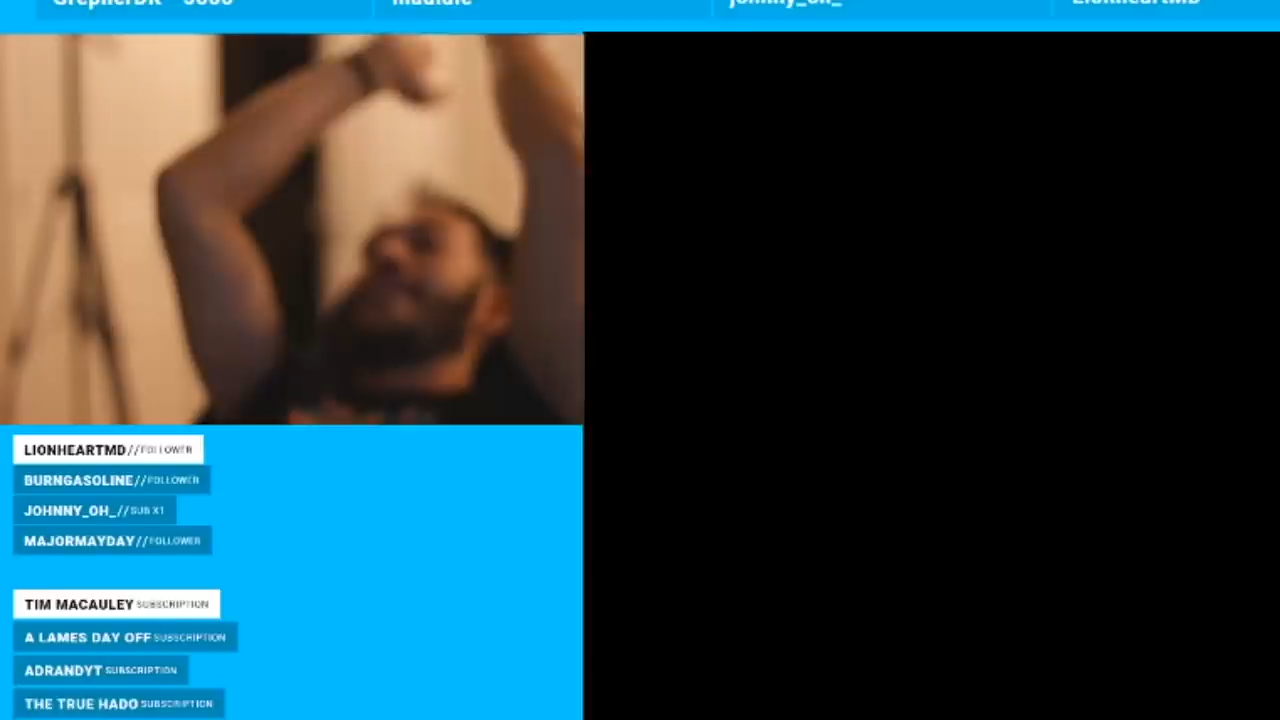 johnny_oh_
LIONHEARTMD//FOLLOWER
BURNGASOLINE//FOLLOWER
JOHNNY_OH_//SUB X1
MAJORMAYDAY//FOLLOWER
TIM MACAULEY SUBSCRIPTION
A LAMES DAY OFF SUBSCRIPTION
ADRANDYT SUBSCRIPTION
THE TRUE HADO SUBSCRIPTION